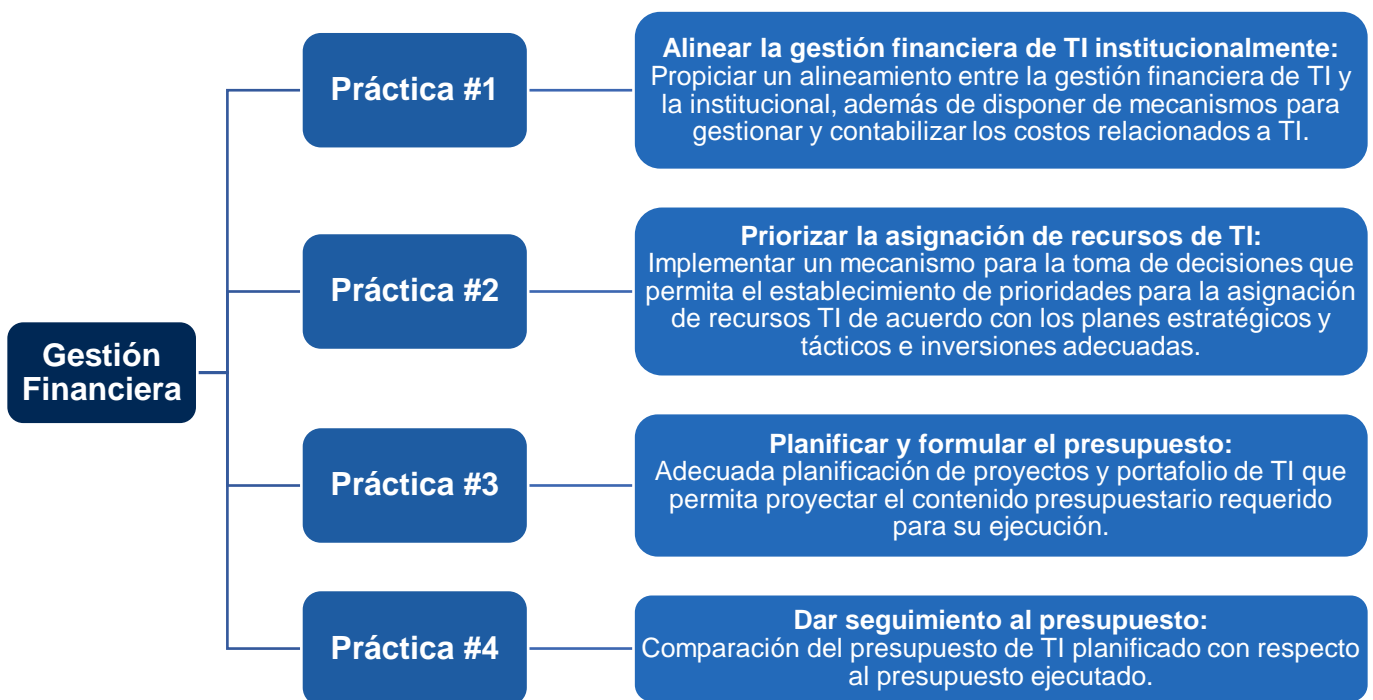 Gestión
Financiera
Práctica #1
Alinear la gestión financiera de TI institucionalmente:
Propiciar un alineamiento entre la gestión financiera de TI y
la institucional, además de disponer de mecanismos para
gestionar y contabilizar los costos relacionados a TI.
Práctica #2
Priorizar la asignación de recursos de TI:
Implementar un mecanismo para la toma de decisiones que
permita el establecimiento de prioridades para la asignación
de recursos TI de acuerdo con los planes estratégicos y
tácticos e inversiones adecuadas.
Práctica #3
Planificar y formular el presupuesto:
Adecuada planificación de proyectos y portafolio de TI que
permita proyectar el contenido presupuestario requerido
para su ejecución.
Práctica #4
Dar seguimiento al presupuesto:
Comparación del presupuesto de TI planificado con respecto
al presupuesto ejecutado.